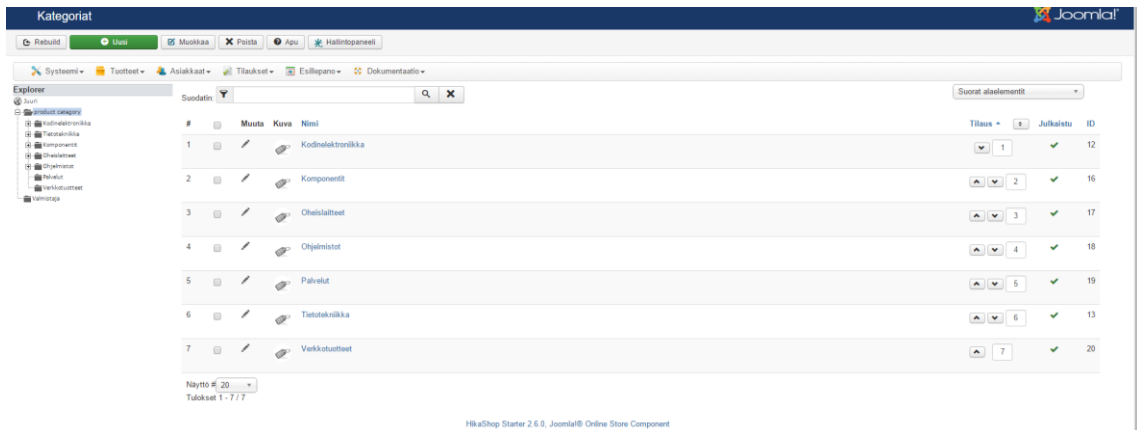 Kategoriat
Joomla!
Rebuild Uusi Muokkaa Poista Apu Hallintopaneeli
Systeemi Tuotteet Asiakkaat Tilaukset Esillepano Dokumentaatio
Explorer
Juuri
product category
Kodinelektroniikka
Tietotekniikka
Komponentit
Oheislaitteet
Ohjelmistot
Palvelut
Verkkotuotteet
Valmistaja
Suodatin: Suorat alaelementit
# Muuta Kuva Nimi Tilaus Julkaistu ID
1 Kodinelektroniikka 1 12
2 Komponentit 2 16
3 Oheislaitteet 3 17
4 Ohjelmistot 4 18
5 Palvelut 5 19
6 Tietotekniikka 6 13
7 Verkkotuotteet 7 20
Näyttö # 20
Tulokset 1 - 7 / 7
HikaShop Starter 2.6.0, Joomla!® Online Store Component